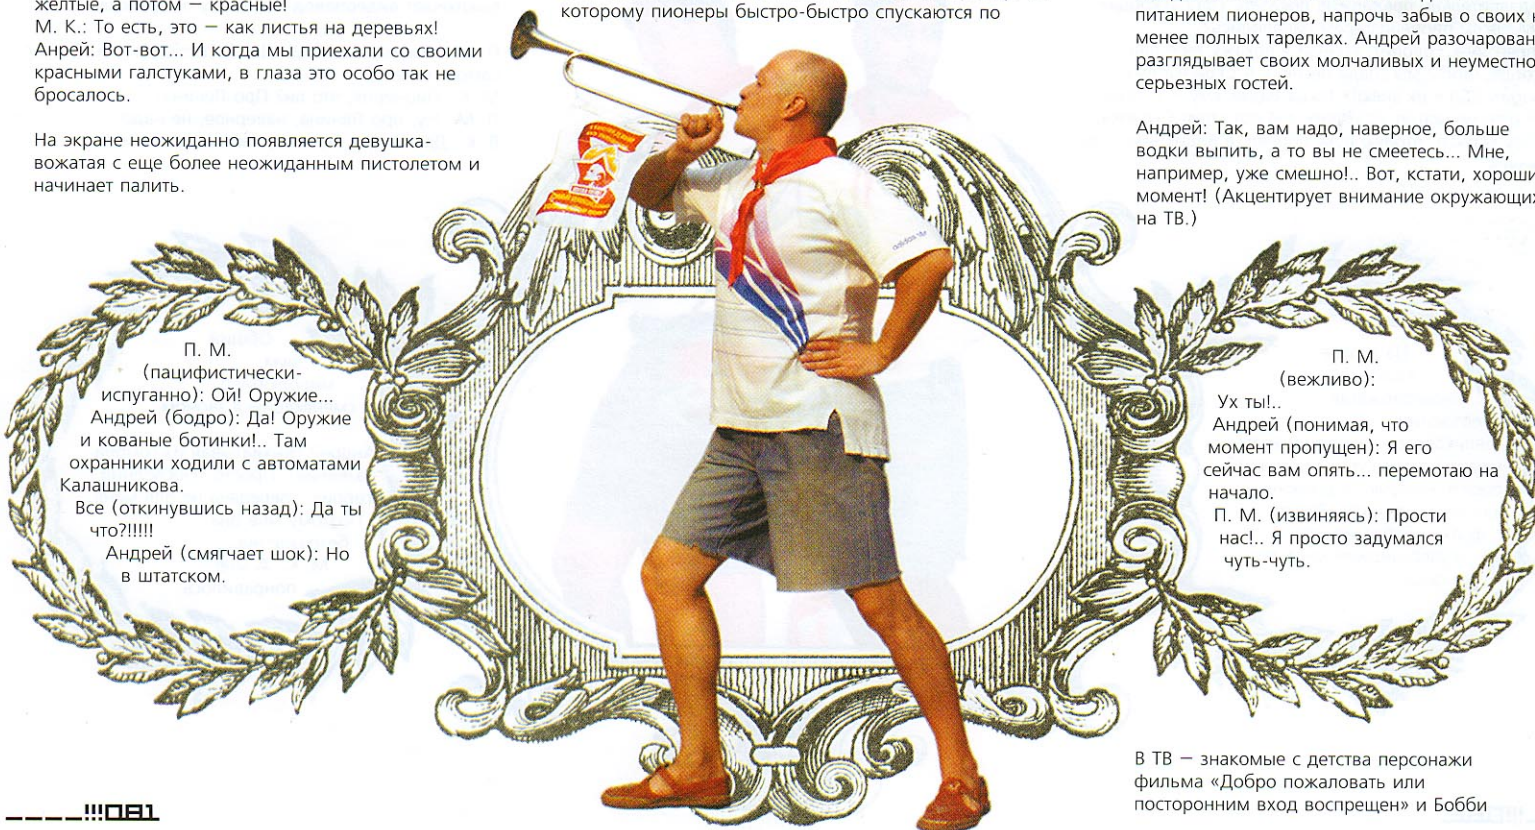 желтые, а потом — красные!
М. К.: То есть, это — как листья на деревьях!
Анрей: Вот-вот... И когда мы приехали со своими
красными галстуками, в глаза это особо так не
бросалось.
На экране неожиданно появляется девушка-
вожатая с еще более неожиданным пистолетом и
начинает палить.
П. М.
(пацифистически-
испуганно): Ой! Оружие...
Андрей (бодро): Да! Оружие
и кованые ботинки!.. Там
охранники ходили с автоматами
Калашникова.
Все (откинувшись назад): Да ты
что?!!!!!
Андрей (смягчает шок): Но
в штатском.
которому пионеры быстро-быстро спускаются по
питанием пионеров, напрочь забыв о своих
менее полных тарелках. Андрей разочарован
разглядывает своих молчаливых и неуместно
серьезных гостей.
Андрей: Так, вам надо, наверное, больше
водки выпить, а то вы не смеетесь... Мне,
например, уже смешно!.. Вот, кстати, хороши
момент! (Акцентирует внимание окружающих
на ТВ.)
П. М.
(вежливо):
Ух ты!..
Андрей (понимая, что
момент пропущен): Я его
сейчас вам опять... перемотаю на
начало.
П. М. (извиняясь): Прости
нас!.. Я просто задумался
чуть-чуть.
В ТВ — знакомые с детства персонажи
фильма «Добро пожаловать или
посторонним вход воспрещен» и Бобби
____!!!081